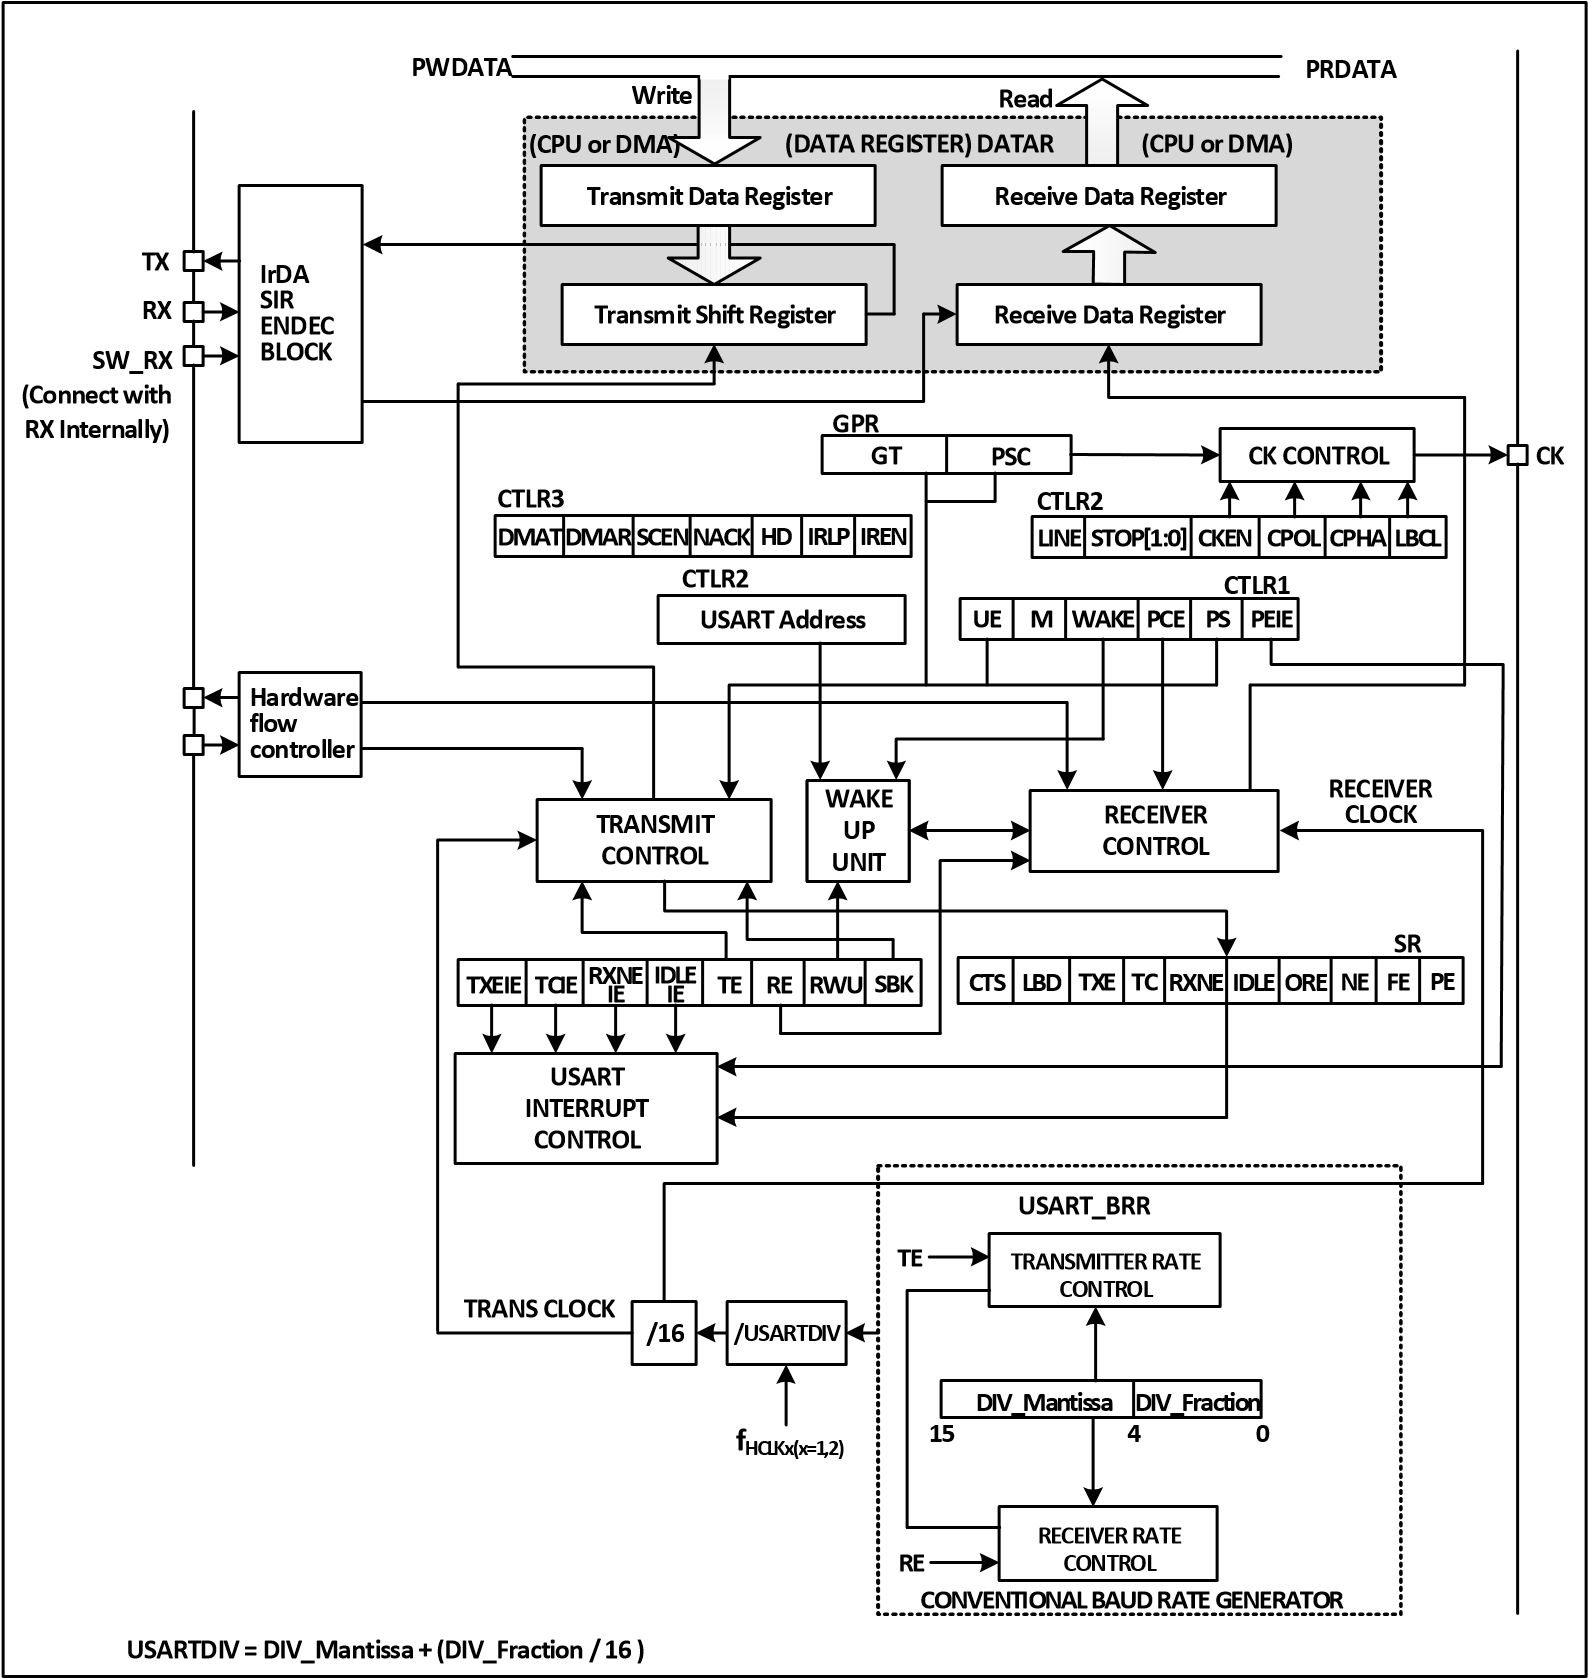 PWDATA
PRDATA
Write
Read
(CPU or DMA)
(DATA REGISTER) DATAR
(CPU or DMA)
Transmit Data Register
Receive Data Register
TX
RX
SW_RX
(Connect with
RX Internally)
IrDA
SIR
ENDEC
BLOCK
Transmit Shift Register
Receive Data Register
GPR
GT
PSC
CK CONTROL
CK
CTLR3
DMAT
DMAR
SCEN
NACK
HD
IRLP
IREN
CTLR2
LINE
STOP[1:0]
CKEN
CPOL
CPHA
LBCL
CTLR2
USART Address
CTLR1
UE
M
WAKE
PCE
PS
PEIE
Hardware
flow
controller
TRANSMIT
CONTROL
WAKE
UP
UNIT
RECEIVER
CONTROL
RECEIVER
CLOCK
TXEIE
TCIE
RXNE
IE
IDLE
IE
TE
RE
RWU
SBK
SR
CTS
LBD
TXE
TC
RXNE
IDLE
ORE
NE
FE
PE
USART
INTERRUPT
CONTROL
USART_BRR
TE
TRANSMITTER RATE
CONTROL
TRANS CLOCK
/16
/USARTDIV
fHCLKx(x=1,2)
DIV_Mantissa
DIV_Fraction
15
4
0
RE
RECEIVER RATE
CONTROL
CONVENTIONAL BAUD RATE GENERATOR
USARTDIV = DIV_Mantissa + (DIV_Fraction / 16 )